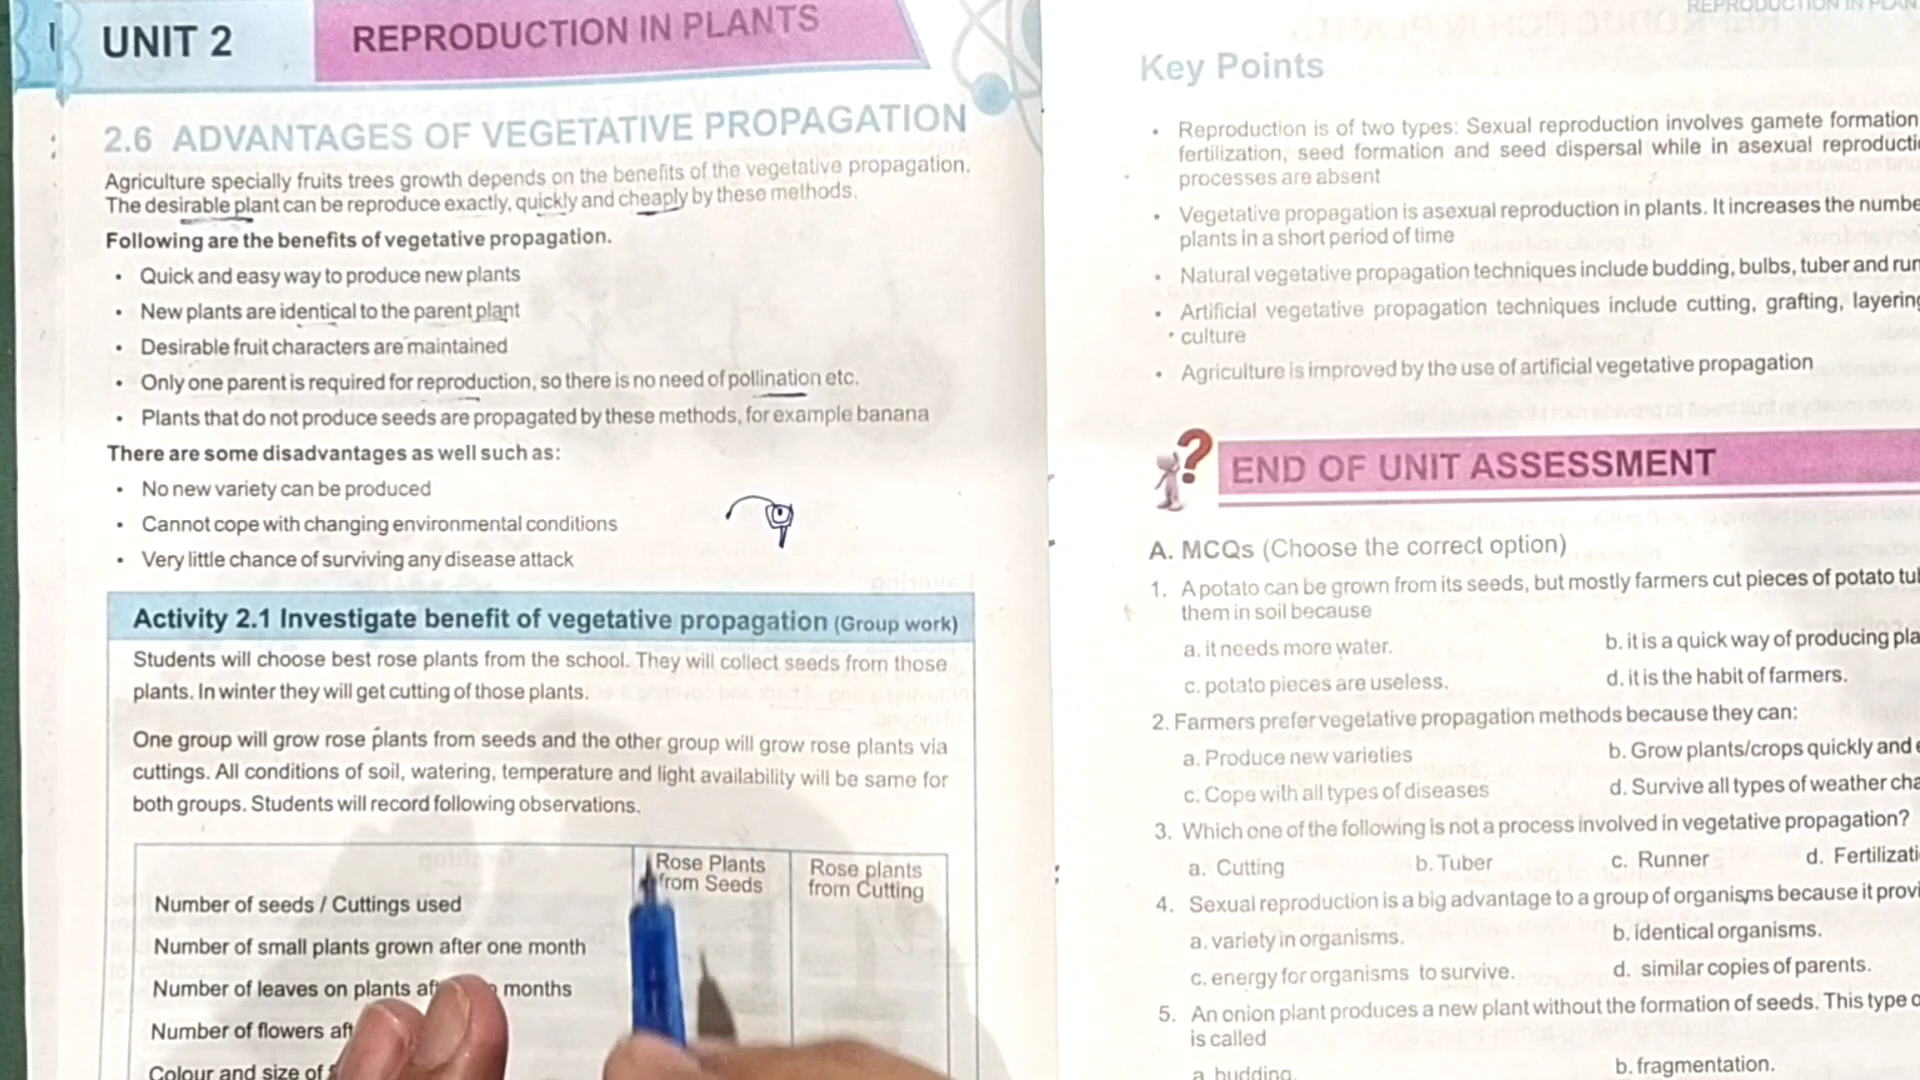 UNIT 2
REPRODUCTION IN PLANTS
2.6 ADVANTAGES OF VEGETATIVE PROPAGATION
Agriculture specially fruits trees growth depends on the benefits of the vegetative propagation.
The desirable plant can be reproduce exactly, quickly and cheaply by these methods.
Following are the benefits of vegetative propagation.
• Quick and easy way to produce new plants
• New plants are identical to the parent plant
• Desirable fruit characters are maintained
• Only one parent is required for reproduction, so there is no need of pollination etc.
• Plants that do not produce seeds are propagated by these methods, for example banana
There are some disadvantages as well such as:
• No new variety can be produced
• Cannot cope with changing environmental conditions
• Very little chance of surviving any disease attack
Activity 2.1 Investigate benefit of vegetative propagation (Group work)
Students will choose best rose plants from the school. They will collect seeds from those
plants. In winter they will get cutting of those plants.
One group will grow rose plants from seeds and the other group will grow rose plants via
cuttings. All conditions of soil, watering, temperature and light availability will be same for
both groups. Students will record following observations.
Rose Plants
from Seeds
Rose plants
from Cutting
Number of seeds / Cuttings used
Number of small plants grown after one month
Number of leaves on plants months
Number of flowers
Colour and size of
REPRODUCTION IN
Key Points
• Reproduction is of two types: Sexual reproduction involves gamete formation
fertilization, seed formation and seed dispersal while in asexual
processes are absent
• Vegetative propagation is asexual reproduction in plants. It increases the
plants in a short period of time
• Natural vegetative propagation techniques include budding, bulbs, tuber and
• Artificial vegetative propagation techniques include cutting, grafting,
culture
• Agriculture is improved by the use of artificial vegetative propagation
END OF UNIT ASSESSMENT
A. MCQs (Choose the correct option)
1. A potato can be grown from its seeds, but mostly farmers cut pieces of potato
them in soil because
a. it needs more water.
b. it is a quick way of producing
c. potato pieces are useless.
d. it is the habit of farmers.
2. Farmers prefer vegetative propagation methods because they can:
a. Produce new varieties
b. Grow plants/crops quickly and
c. Cope with all types of diseases
d. Survive all types of weather
3. Which one of the following is not a process involved in vegetative propagation?
a. Cutting
b. Tuber
c. Runner
d.
4. Sexual reproduction is a big advantage to a group of organisms because it
a. variety in organisms.
b. identical organisms.
c. energy for organisms to survive.
d. similar copies of parents.
5. An onion plant produces a new plant without the formation of seeds. This type
is called
a. budding.
b. fragmentation.